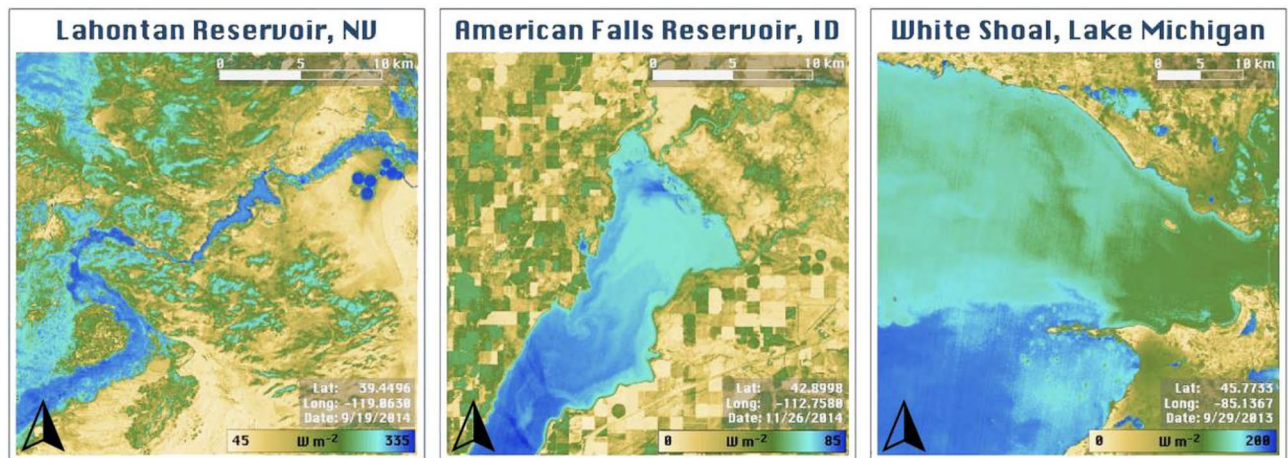 Lahontan Reservoir, NV
0 5 10 km
Lat: 39.4496
Long: -119.0630
Date: 9/19/2014
45 W m-2 335
American Falls Reservoir, ID
0 5 10 km
Lat: 42.8998
Long: -112.7580
Date: 11/26/2014
0 W m-2 85
White Shoal, Lake Michigan
0 5 10 km
Lat: 45.7733
Long: -85.1367
Date: 9/29/2013
0 W m-2 200